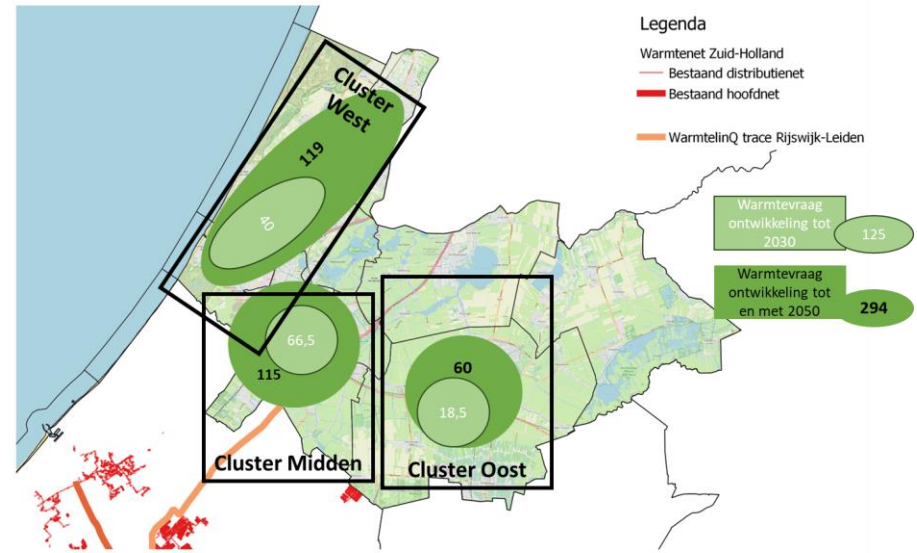 Legenda
Warmtenet Zuid-Holland
Bestaand distributienet
Bestaand hoofdnet
WarmtelinQ trace Rijswijk-Leiden
Warmtevraag
ontwikkeling tot
2030
125
Warmtevraag
ontwikkeling tot
en met 2050
294
Cluster
West
119
40
66,5
115
Cluster Midden
60
18,5
Cluster Oost